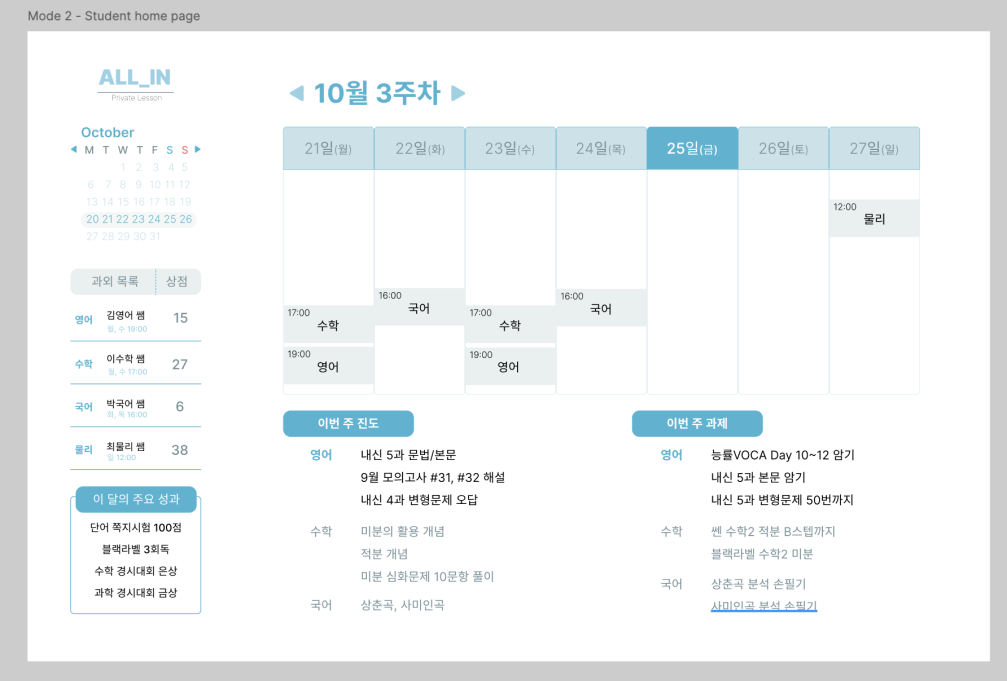 Mode 2 - Student home page
ALL_IN
Private Lesson
October
M T W T F S S
1 2 3 4 5
6 7 8 9 10 11 12
13 14 15 16 17 18 19
20 21 22 23 24 25 26
27 28 29 30 31
과외 목록 상점
영어 김영어 쌤 15
월, 수 19:00
수학 이수학 쌤 27
월, 수 17:00
국어 박국어 쌤 6
화, 목 16:00
물리 최물리 쌤 38
일 12:00
이 달의 주요 성과
단어 쪽지시험 100점
블랙라벨 3회독
수학 경시대회 은상
과학 경시대회 금상
◀ 10월 3주차 ▶
21일(월) 22일(화) 23일(수) 24일(목) 25일(금) 26일(토) 27일(일)
12:00
물리
16:00 16:00
국어 국어
17:00 17:00
수학 수학
19:00 19:00
영어 영어
이번 주 진도
영어 내신 5과 문법/본문
9월 모의고사 #31, #32 해설
내신 4과 변형문제 오답
수학 미분의 활용 개념
적분 개념
미분 심화문제 10문항 풀이
국어 상춘곡, 사미인곡
이번 주 과제
영어 능률VOCA Day 10~12 암기
내신 5과 본문 암기
내신 5과 변형문제 50번까지
수학 쎈 수학2 적분 B스텝까지
블랙라벨 수학2 미분
국어 상춘곡 분석 손필기
사미인곡 분석 손필기